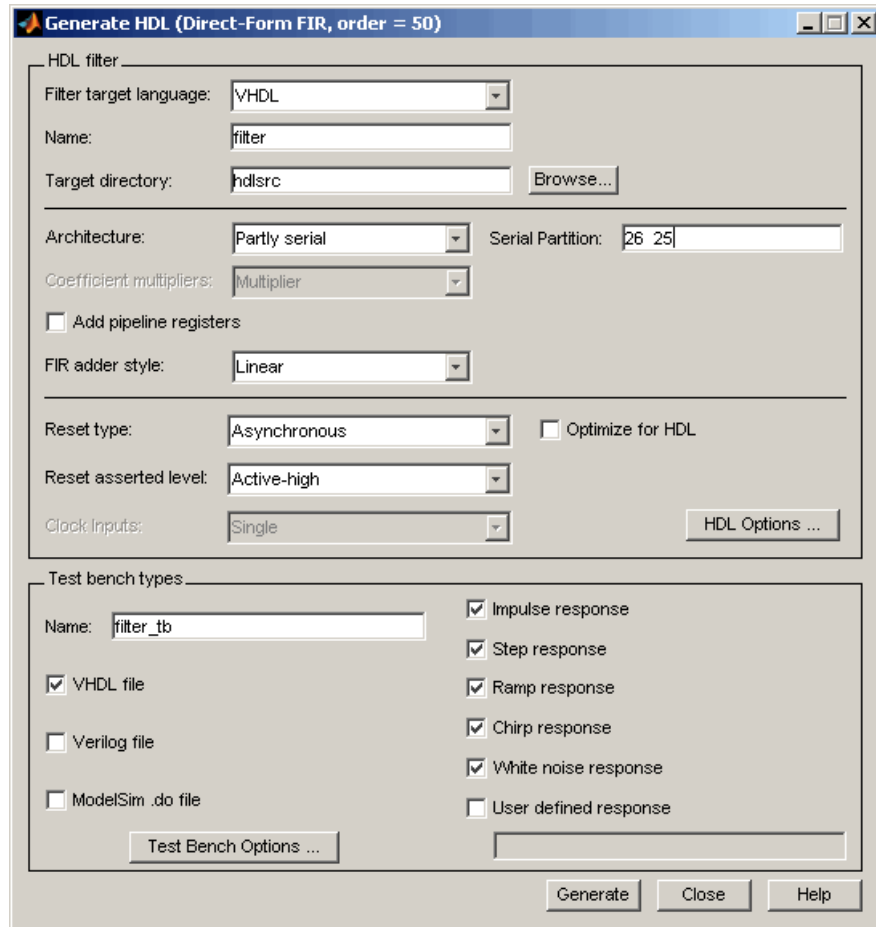 Generate HDL (Direct-Form FIR, order = 50)
HDL filter
Filter target language: VHDL
Name: filter
Target directory: hdlsrc Browse...
Architecture: Partly serial Serial Partition: 26 25
Coefficient multipliers: Multiplier
Add pipeline registers
FIR adder style: Linear
Reset type: Asynchronous Optimize for HDL
Reset asserted level: Active-high
Clock Inputs: Single HDL Options ...
Test bench types
Name: filter_tb
VHDL file
Verilog file
ModelSim .do file
Test Bench Options ...
Impulse response
Step response
Ramp response
Chirp response
White noise response
User defined response
Generate Close Help